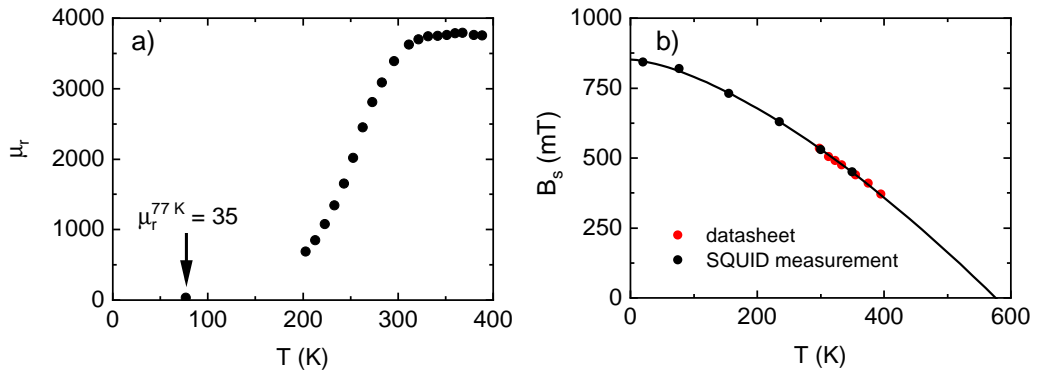 a)
4000
3000
2000
1000
0
μr
μr77 K = 35
0 100 200 300 400
T (K)
b)
1000
750
500
250
0
Bs (mT)
datasheet
SQUID measurement
0 200 400 600
T (K)